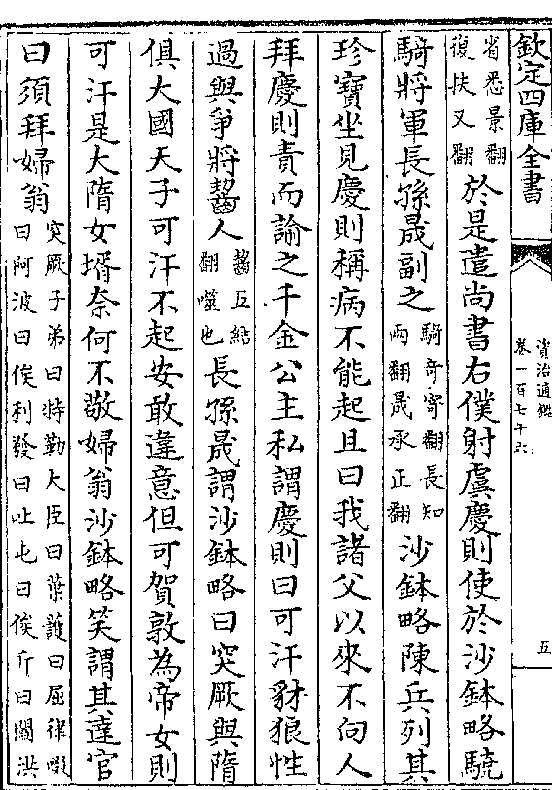 欽定四庫全書
資治通鑑
卷一百七十六
五
省悉景翻
復扶又翻
於是遣尚書右僕射虞慶則使於沙鉢略驍
騎將軍長孫晟副之
騎奇寄翻長知
兩翻晟承正翻
沙鉢略陳兵列其
珍寶坐見慶則稱病不能起且曰我諸父以來不向人
拜慶則責而諭之千金公主私謂慶則曰可汗豺狼性
過與爭將齧人
齧五結
翻噬也
長孫晟謂沙鉢略曰突厥與隋
俱大國天子可汗不起安敢違意但可賀敦為帝女則
可汗是大隋女壻奈何不敬婦翁沙鉢略笑謂其達官
曰須拜婦翁
突厥子弟曰特勒大臣曰葉護曰屈律啜
曰阿波曰俟利發曰吐屯曰俟斤曰閻洪